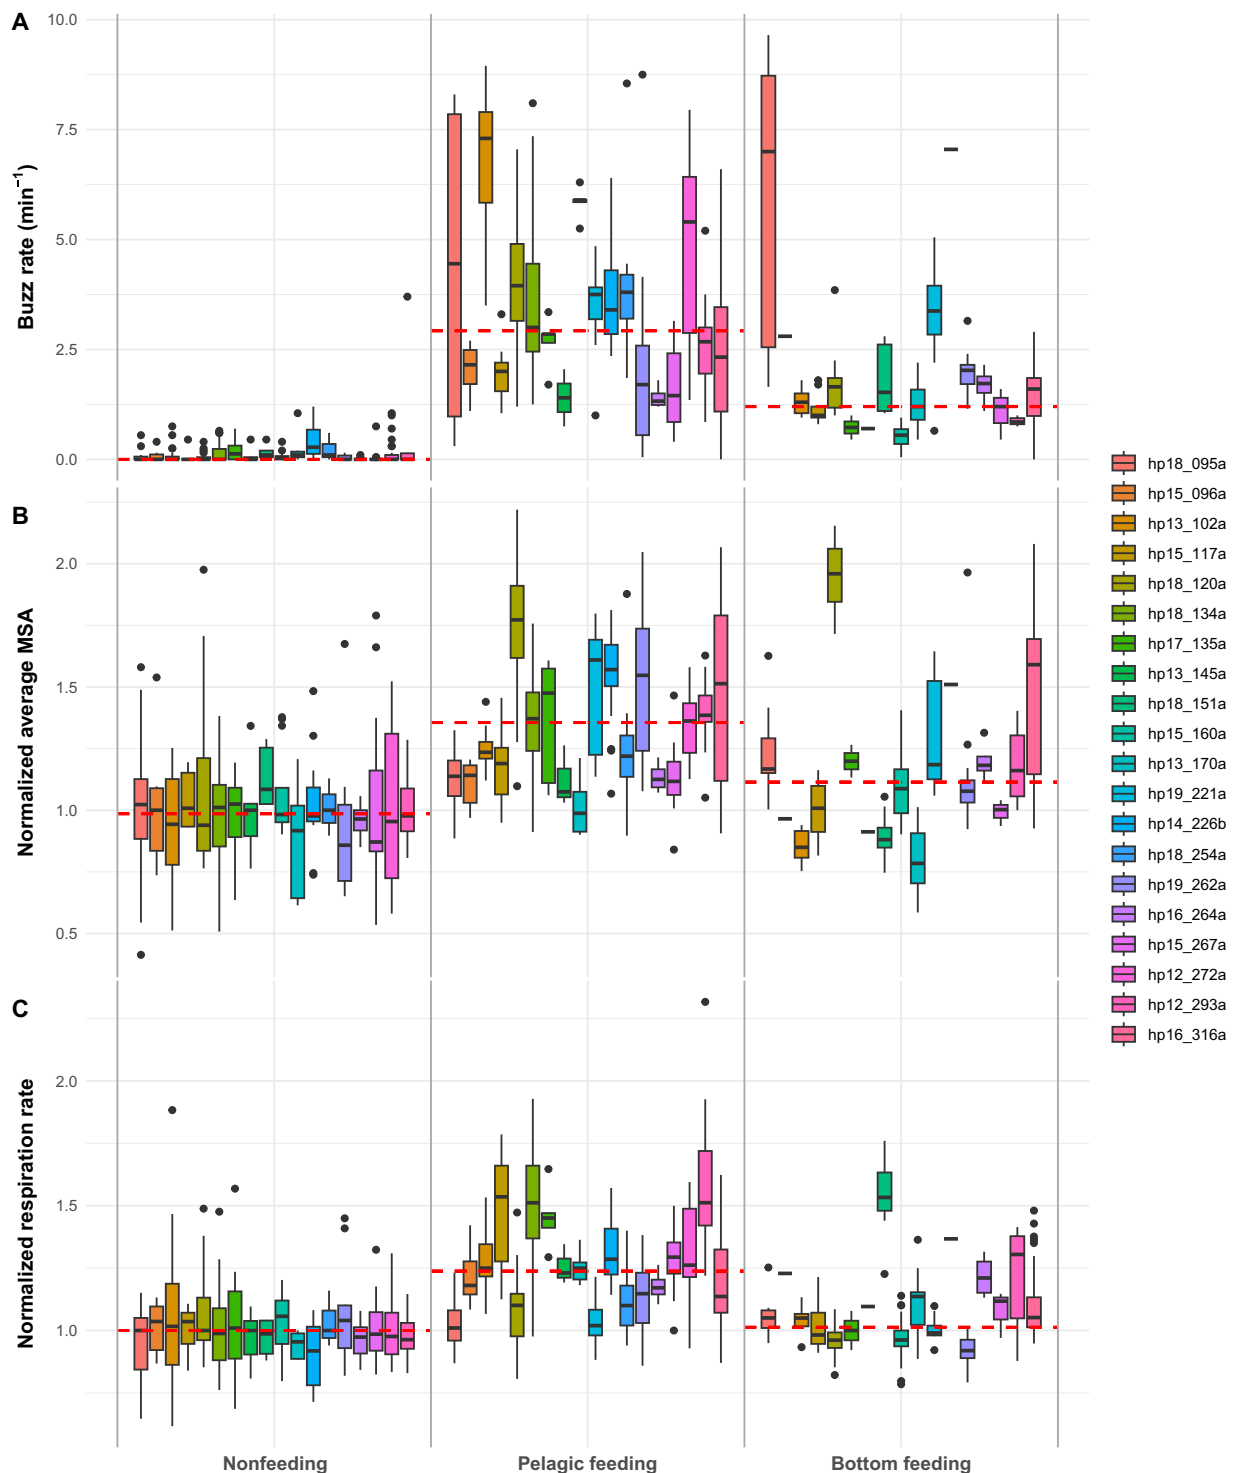 A
10.0
7.5
5.0
2.5
0.0
Buzz rate (min⁻¹)
B
2.0
1.5
1.0
0.5
Normalized average MSA
C
2.0
1.5
1.0
Normalized respiration rate
Nonfeeding
Pelagic feeding
Bottom feeding
hp18_095a
hp15_096a
hp13_102a
hp15_117a
hp18_120a
hp18_134a
hp17_135a
hp13_145a
hp18_151a
hp15_160a
hp13_170a
hp19_221a
hp14_226b
hp18_254a
hp19_262a
hp16_264a
hp15_267a
hp12_272a
hp12_293a
hp16_316a